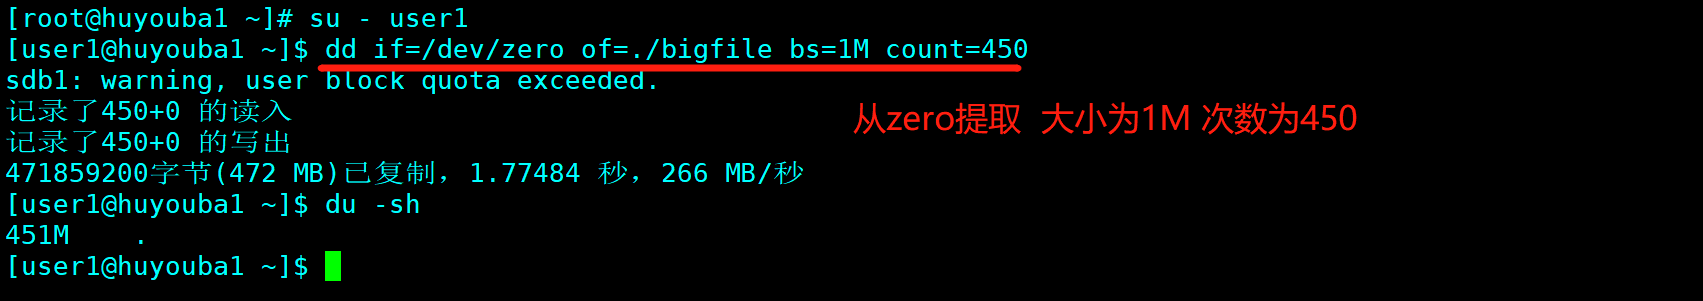 [root@huyouba1 ~]# su - user1
[user1@huyouba1 ~]$ dd if=/dev/zero of=./bigfile bs=1M count=450
sdb1: warning, user block quota exceeded.
记录了450+0 的读入
从zero提取 大小为1M 次数为450
记录了450+0 的写出
471859200字节(472 MB)已复制，1.77484 秒，266 MB/秒
[user1@huyouba1 ~]$ du -sh
451M    .
[user1@huyouba1 ~]$